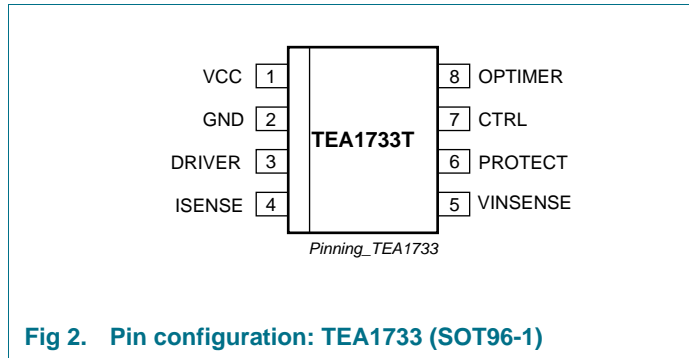 VCC 1
GND 2
DRIVER 3
ISENSE 4
TEA1733T
8 OPTIMER
7 CTRL
6 PROTECT
5 VINSENSE
Pinning_TEA1733
Fig 2. Pin configuration: TEA1733 (SOT96-1)